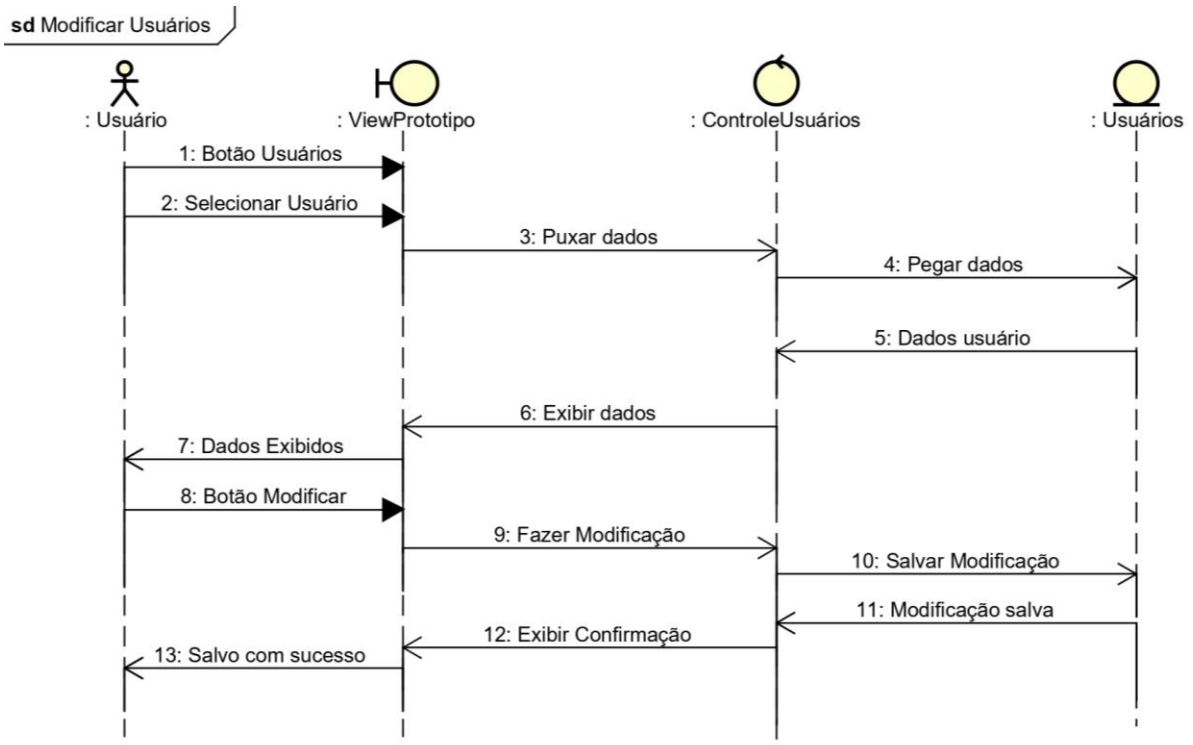 sd Modificar Usuários
: Usuário
: ViewPrototipo
: ControleUsuários
: Usuários
1: Botão Usuários
2: Selecionar Usuário
3: Puxar dados
4: Pegar dados
5: Dados usuário
6: Exibir dados
7: Dados Exibidos
8: Botão Modificar
9: Fazer Modificação
10: Salvar Modificação
11: Modificação salva
12: Exibir Confirmação
13: Salvo com sucesso